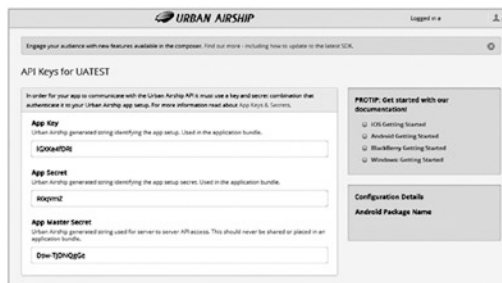 URBAN AIRSHIP
Logged in a
Engage your audience with new features available in the composer. Find out more - including how to update to the latest SDK.
API Keys for UATEST
In order for your app to communicate with the Urban Airship API it must use a key and secret combination that
authenticates it to your Urban Airship app setup. For more information read about App Keys & Secrets.
App Key
Urban Airship generated string identifying the app setup. Used in the application bundle.
App Secret
Urban Airship generated string identifying the app setup secret. Used in the application bundle.
App Master Secret
Urban Airship generated string used for server to server API access. This should never be shared or placed in an
application bundle.
PROTIP: Get started with our
documentation!
iOS Getting Started
Android Getting Started
BlackBerry Getting Started
Windows Getting Started
Configuration Details
Android Package Name